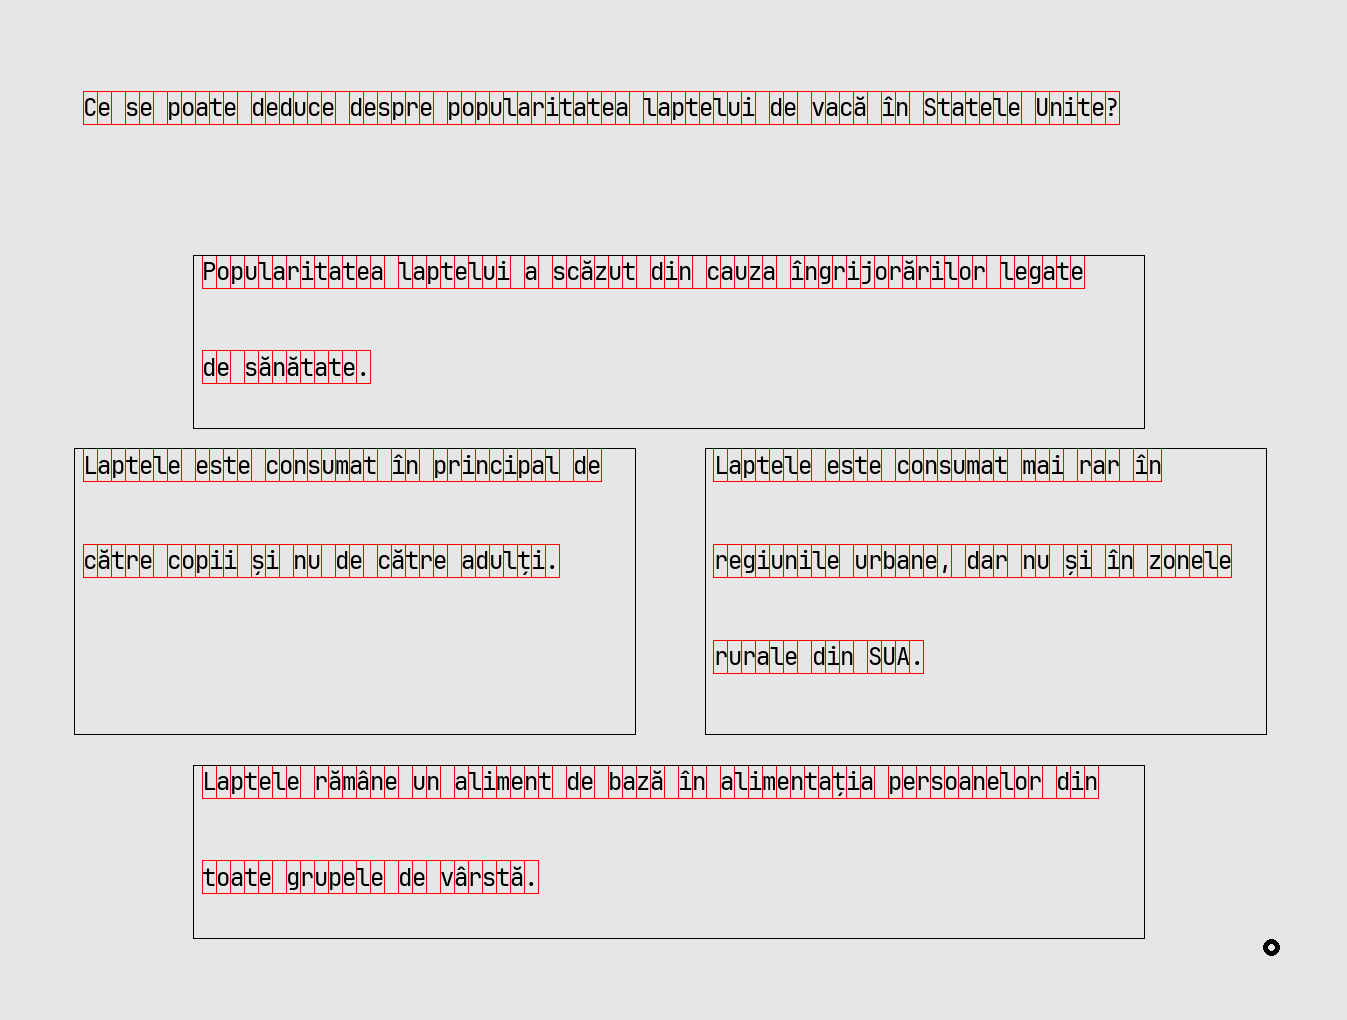 Ce se poate deduce despre popularitatea laptelui de vacă în Statele Unite?
Popularitatea laptelui a scăzut din cauza îngrijorărilor legate
de sănătate.
Laptele este consumat în principal de
către copii și nu de către adulți.
Laptele este consumat mai rar în
regiunile urbane, dar nu și în zonele
rurale din SUA.
Laptele rămâne un aliment de bază în alimentația persoanelor din
toate grupele de vârstă.